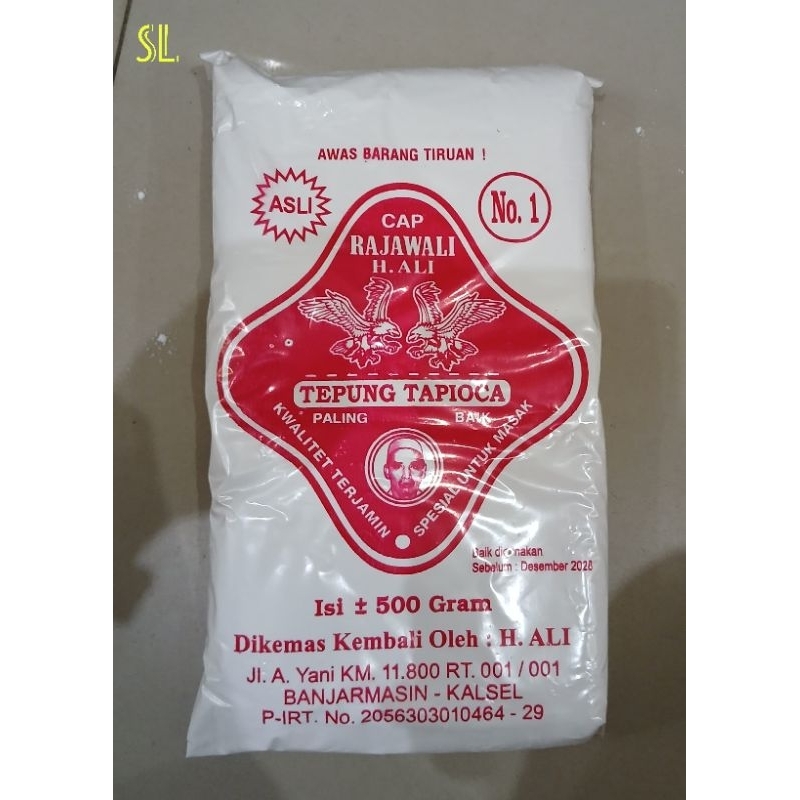 SL.
AWAS BARANG TIRUAN !
ASLI
No. 1
CAP
RAJAWALI
H. ALI
TEPUNG TAPIOCA
PALING BAIK
KWALITET TERJAMIN
SPESIAL UNTUK MASAK
Baik
Sebelum : Desember
Isi ± 500 Gram
Dikemas Kembali Oleh : H. ALI
Jl. A. Yani KM. 11.800 RT. 001 / 001
BANJARMASIN - KALSEL
P-IRT. No. 2056303010464 - 29